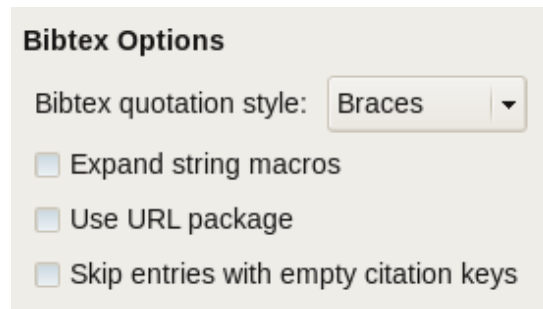 Bibtex Options
Bibtex quotation style: Braces
Expand string macros
Use URL package
Skip entries with empty citation keys